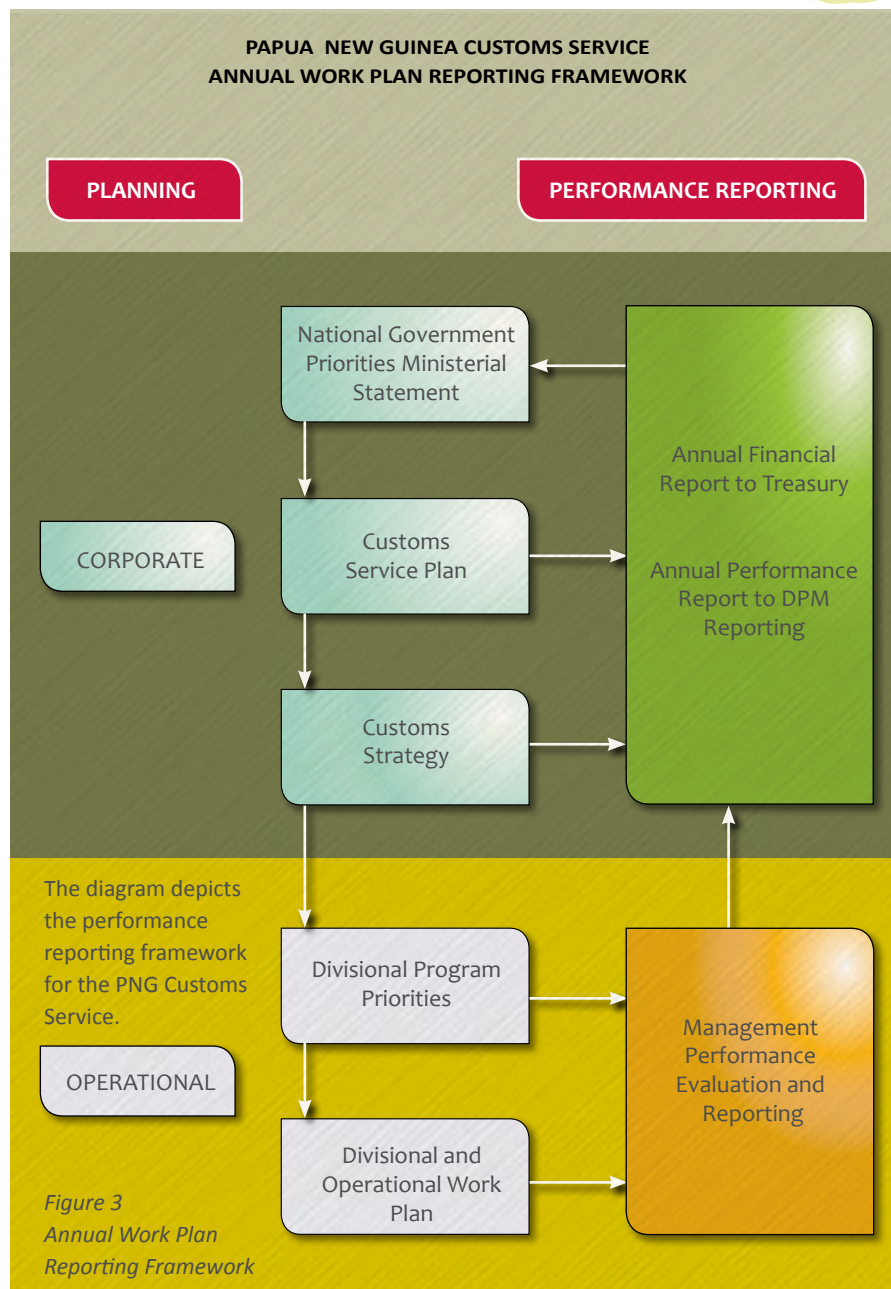 PAPUA NEW GUINEA CUSTOMS SERVICE
ANNUAL WORK PLAN REPORTING FRAMEWORK
PLANNING
PERFORMANCE REPORTING
National Government
Priorities Ministerial
Statement
Annual Financial
Report to Treasury
Annual Performance
Report to DPM
Reporting
CORPORATE
Customs
Service Plan
Customs
Strategy
The diagram depicts
the performance
reporting framework
for the PNG Customs
Service.
Divisional Program
Priorities
Management
Performance
Evaluation and
Reporting
OPERATIONAL
Divisional and
Operational Work
Plan
Figure 3
Annual Work Plan
Reporting Framework